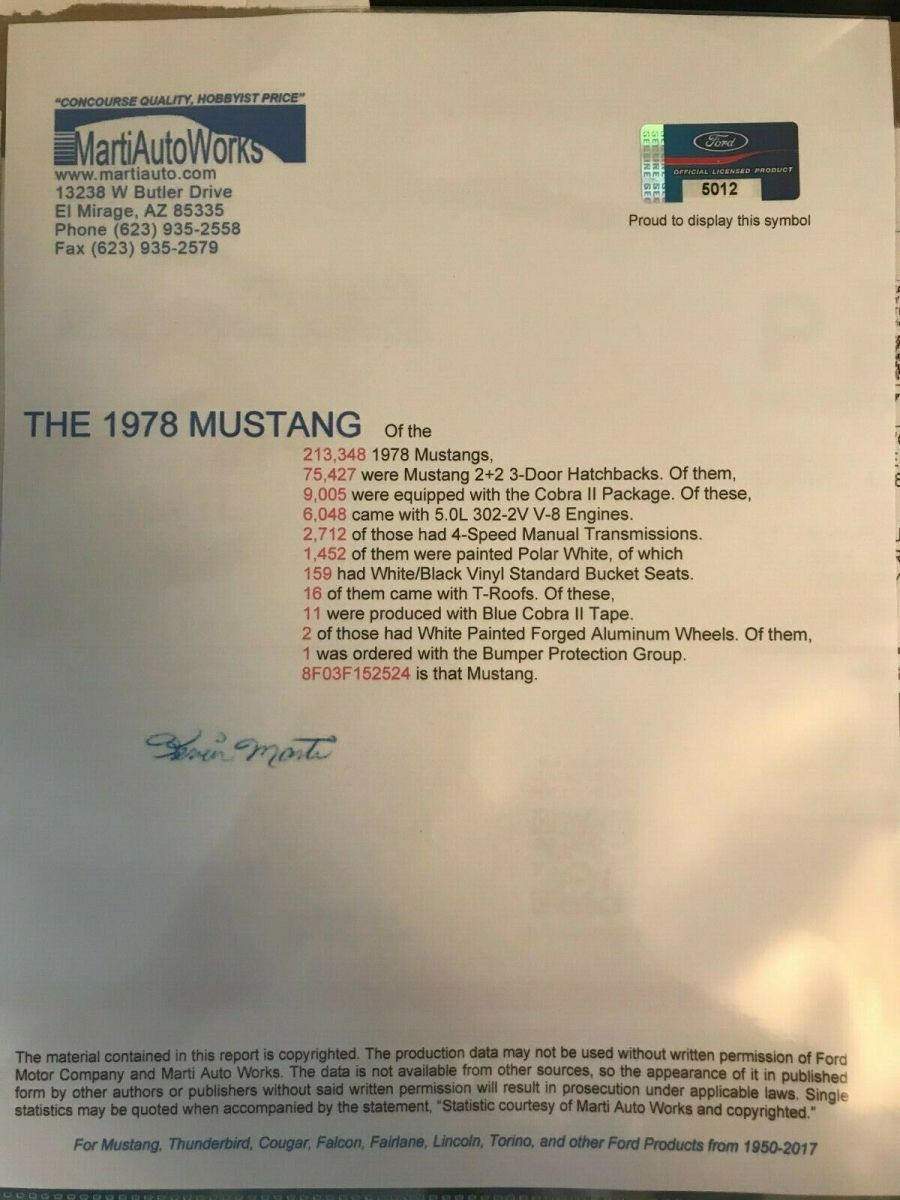 "CONCOURSE QUALITY, HOBBYIST PRICE"
MartiAutoWorks
www.martiauto.com
13238 W Butler Drive
El Mirage, AZ 85335
Phone (623) 935-2558
Fax (623) 935-2579
Ford
OFFICIAL LICENSED PRODUCT
5012
Proud to display this symbol
THE 1978 MUSTANG Of the
213,348 1978 Mustangs,
75,427 were Mustang 2+2 3-Door Hatchbacks. Of them,
9,005 were equipped with the Cobra II Package. Of these,
6,048 came with 5.0L 302-2V V-8 Engines.
2,712 of those had 4-Speed Manual Transmissions.
1,452 of them were painted Polar White, of which
159 had White/Black Vinyl Standard Bucket Seats.
16 of them came with T-Roofs. Of these,
11 were produced with Blue Cobra II Tape.
2 of those had White Painted Forged Aluminum Wheels. Of them,
1 was ordered with the Bumper Protection Group.
8F03F152524 is that Mustang.
Kevin Marti
The material contained in this report is copyrighted. The production data may not be used without written permission of Ford
Motor Company and Marti Auto Works. The data is not available from other sources, so the appearance of it in published
form by other authors or publishers without said written permission will result in prosecution under applicable laws. Single
statistics may be quoted when accompanied by the statement, "Statistic courtesy of Marti Auto Works and copyrighted."
For Mustang, Thunderbird, Cougar, Falcon, Fairlane, Lincoln, Torino, and other Ford Products from 1950-2017